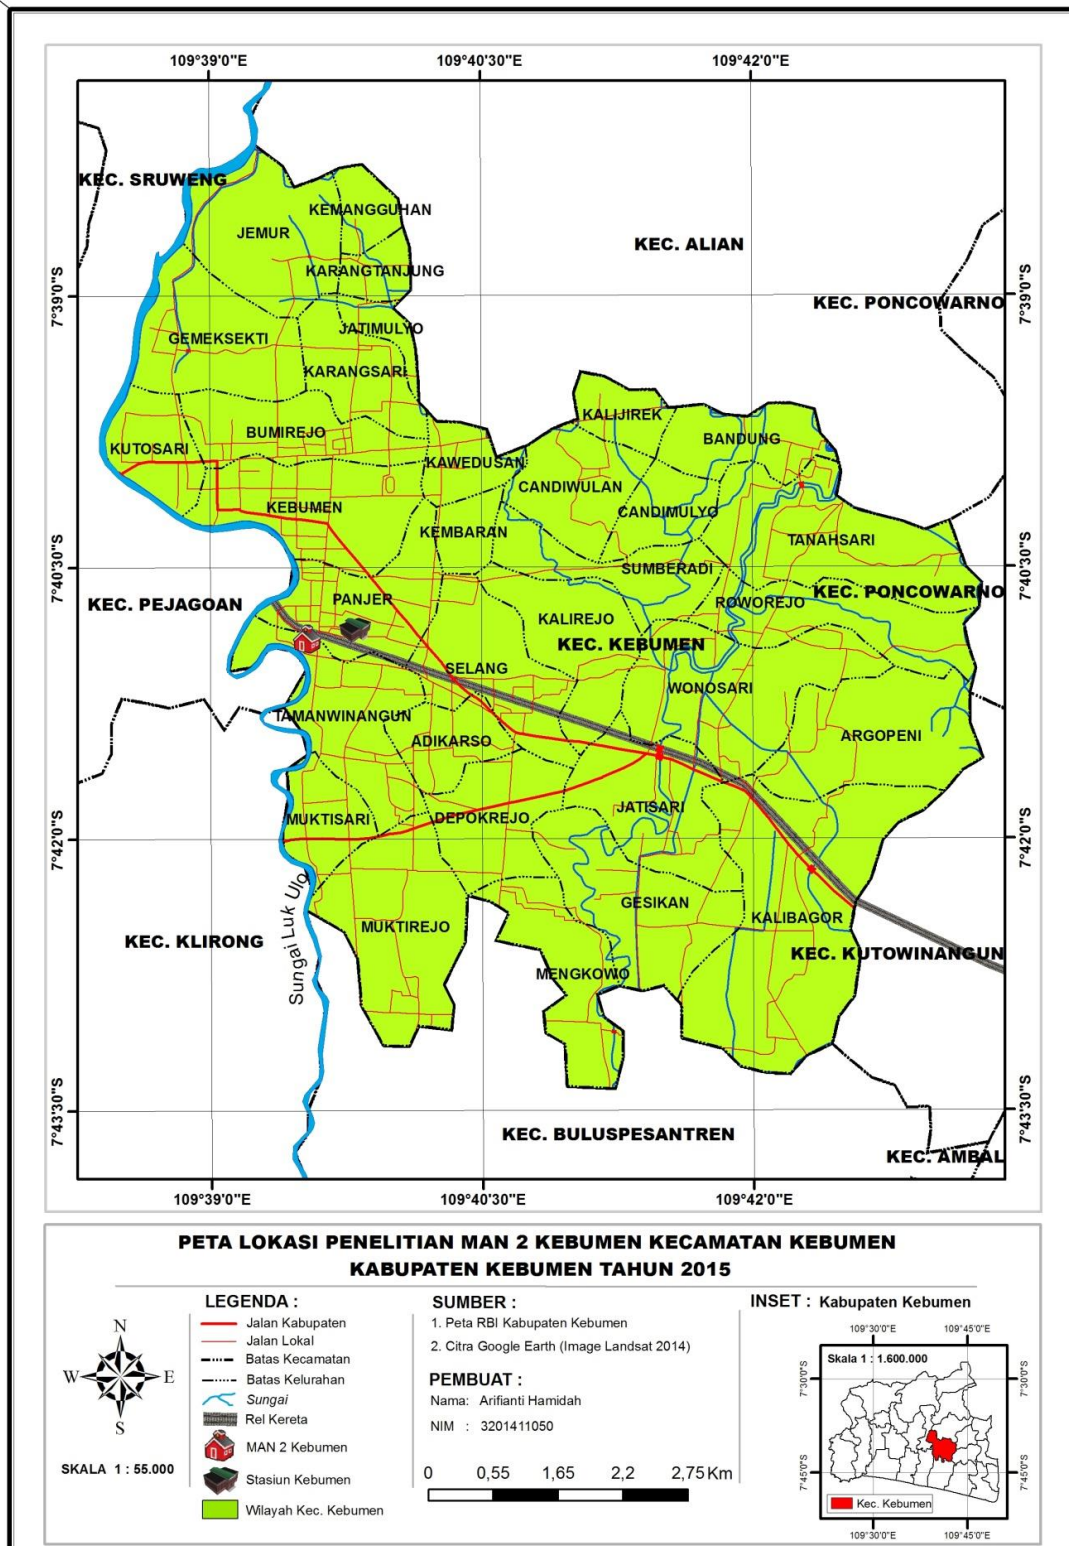 109°39'0"E
109°40'30"E
109°42'0"E
KEC. SRUWENG
KEMANGGUHAN
JEMUR
KEC. ALIAN
KARANGTANJUNG
7°39'0"S
7°39'0"S
KEC. PONCOWARNO
JATIMULYO
GEMEKSEKTI
KARANGSARI
KALIJIREK
BUMIREJO
BANDUNG
KUTOSARI
KAWEDUSAN
CANDIWULAN
KEBUMEN
CANDIMULYO
KEMBARAN
TANAHSARI
7°40'30"S
7°40'30"S
SUMBERADI
KEC. PONCOWARNO
KEC. PEJAGOAN
PANJER
ROWOREJO
KALIREJO
KEC. KEBUMEN
SELANG
WONOSARI
TAMANWINANGUN
ADIKARSO
ARGOPENI
JATISARI
MUKTISARI
DEPOKREJO
7°42'0"S
7°42'0"S
Sungai Luk Ulo
GESIKAN
KALIBAGOR
MUKTIREJO
KEC. KLIRONG
KEC. KUTOWINANGUN
MENGKOWO
7°43'30"S
7°43'30"S
KEC. BULUSPESANTREN
KEC. AMBAL
109°39'0"E
109°40'30"E
109°42'0"E
PETA LOKASI PENELITIAN MAN 2 KEBUMEN KECAMATAN KEBUMEN
KABUPATEN KEBUMEN TAHUN 2015
N
W
E
S
SKALA 1 : 55.000
LEGENDA :
Jalan Kabupaten
Jalan Lokal
Batas Kecamatan
Batas Kelurahan
Sungai
Rel Kereta
MAN 2 Kebumen
Stasiun Kebumen
Wilayah Kec. Kebumen
SUMBER :
1. Peta RBI Kabupaten Kebumen
2. Citra Google Earth (Image Landsat 2014)
PEMBUAT :
Nama: Arifianti Hamidah
NIM : 3201411050
0 0,55 1,65 2,2 2,75 Km
INSET : Kabupaten Kebumen
109°30'0"E
109°45'0"E
Skala 1 : 1.600.000
7°30'0"S
7°30'0"S
7°45'0"S
7°45'0"S
Kec. Kebumen
109°30'0"E
109°45'0"E